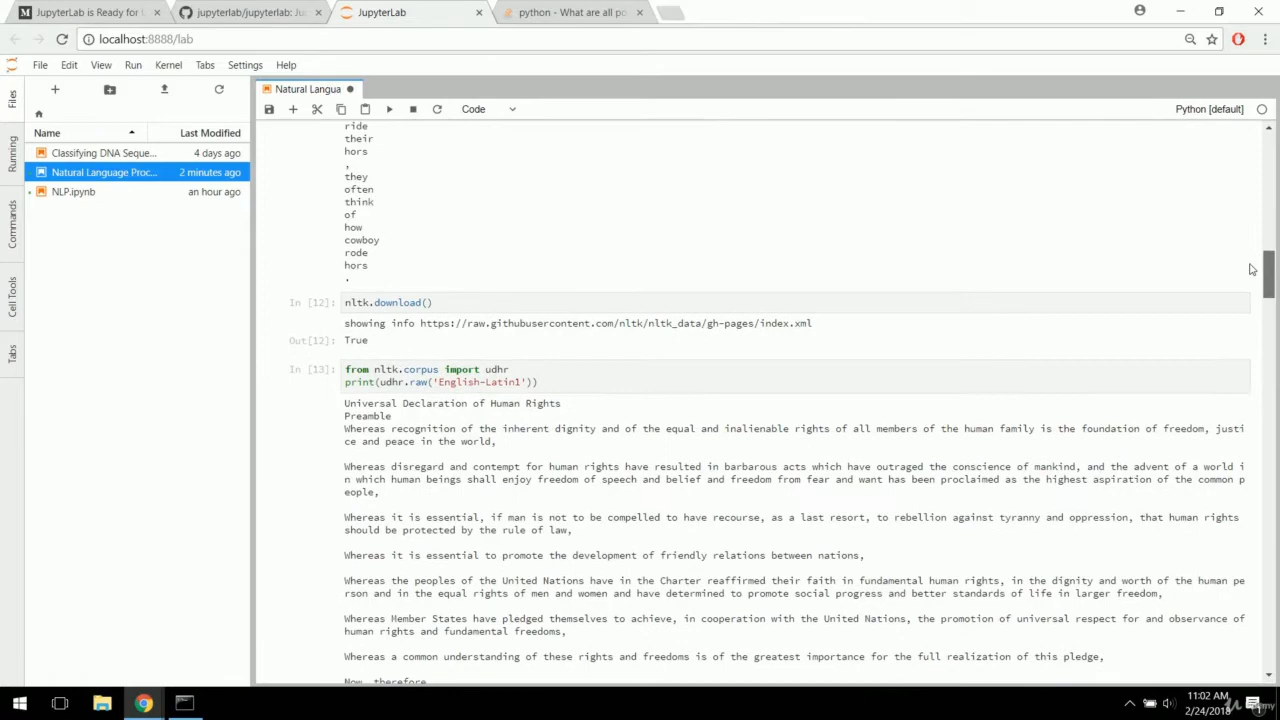 JupyterLab is Ready for
jupyterlab/jupyterlab: Ju
JupyterLab
python - What are all po
localhost:8888/lab
File Edit View Run Kernel Tabs Settings Help
Natural Langua
Code
Python [default]
Files
Running
Commands
Cell Tools
Tabs
Name Last Modified
Classifying DNA Seque... 4 days ago
Natural Language Proc... 2 minutes ago
NLP.ipynb an hour ago
ride
their
hors
,
they
often
think
of
how
cowboy
rode
hors
.
In [12]: nltk.download()
showing info https://raw.githubusercontent.com/nltk/nltk_data/gh-pages/index.xml
Out[12]: True
In [13]: from nltk.corpus import udhr
print(udhr.raw('English-Latin1'))
Universal Declaration of Human Rights
Preamble
Whereas recognition of the inherent dignity and of the equal and inalienable rights of all members of the human family is the foundation of freedom, justi
ce and peace in the world,
Whereas disregard and contempt for human rights have resulted in barbarous acts which have outraged the conscience of mankind, and the advent of a world i
n which human beings shall enjoy freedom of speech and belief and freedom from fear and want has been proclaimed as the highest aspiration of the common p
eople,
Whereas it is essential, if man is not to be compelled to have recourse, as a last resort, to rebellion against tyranny and oppression, that human rights
should be protected by the rule of law,
Whereas it is essential to promote the development of friendly relations between nations,
Whereas the peoples of the United Nations have in the Charter reaffirmed their faith in fundamental human rights, in the dignity and worth of the human pe
rson and in the equal rights of men and women and have determined to promote social progress and better standards of life in larger freedom,
Whereas Member States have pledged themselves to achieve, in cooperation with the United Nations, the promotion of universal respect for and observance of
human rights and fundamental freedoms,
Whereas a common understanding of these rights and freedoms is of the greatest importance for the full realization of this pledge,
Now, therefore,
11:02 AM
2/24/2018